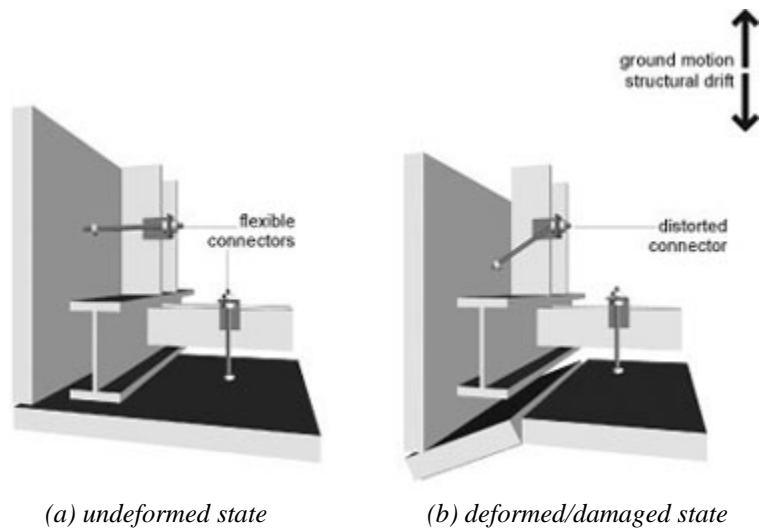 ground motion
structural drift
flexible
connectors
distorted
connector
(a) undeformed state
(b) deformed/damaged state